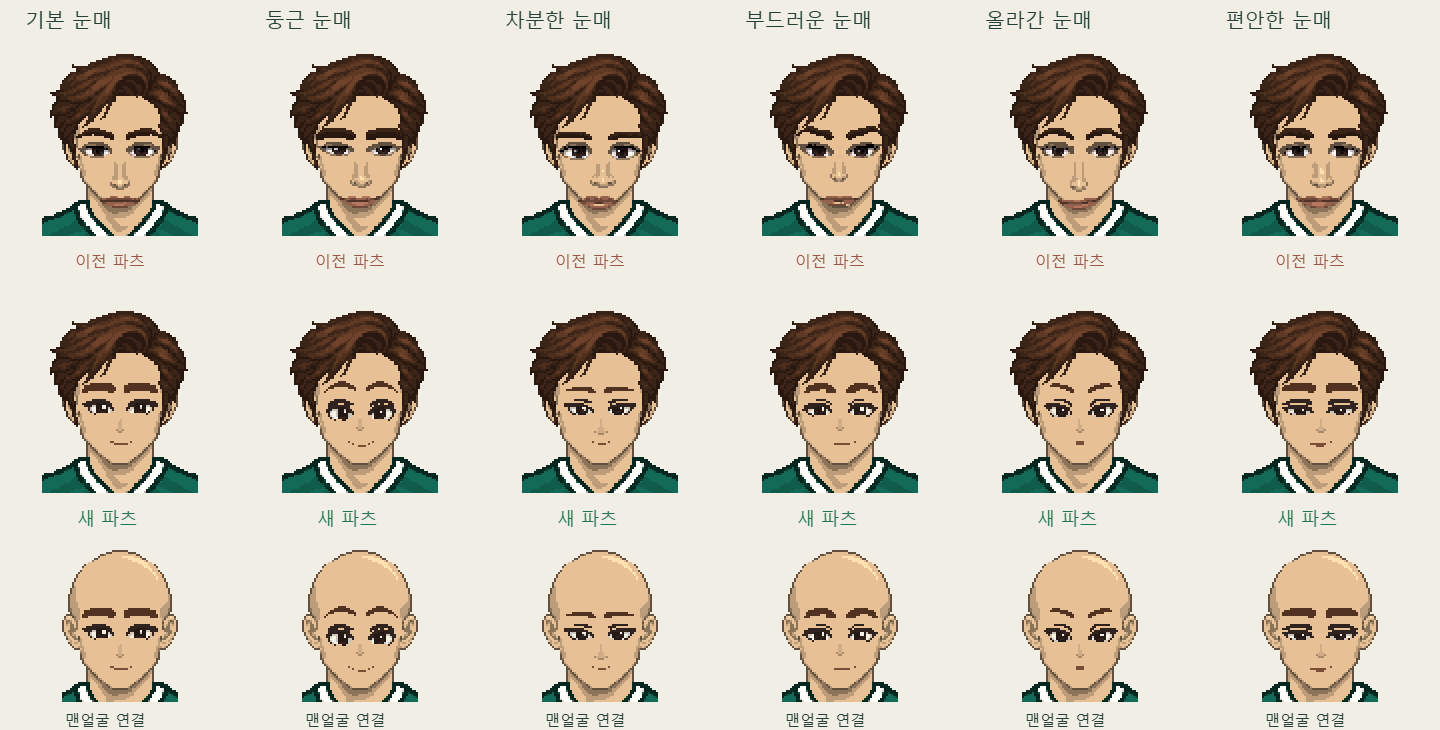 기본 눈매
둥근 눈매
차분한 눈매
부드러운 눈매
올라간 눈매
편안한 눈매
이전 파츠
이전 파츠
이전 파츠
이전 파츠
이전 파츠
이전 파츠
새 파츠
새 파츠
새 파츠
새 파츠
새 파츠
새 파츠
맨얼굴 연결
맨얼굴 연결
맨얼굴 연결
맨얼굴 연결
맨얼굴 연결
맨얼굴 연결